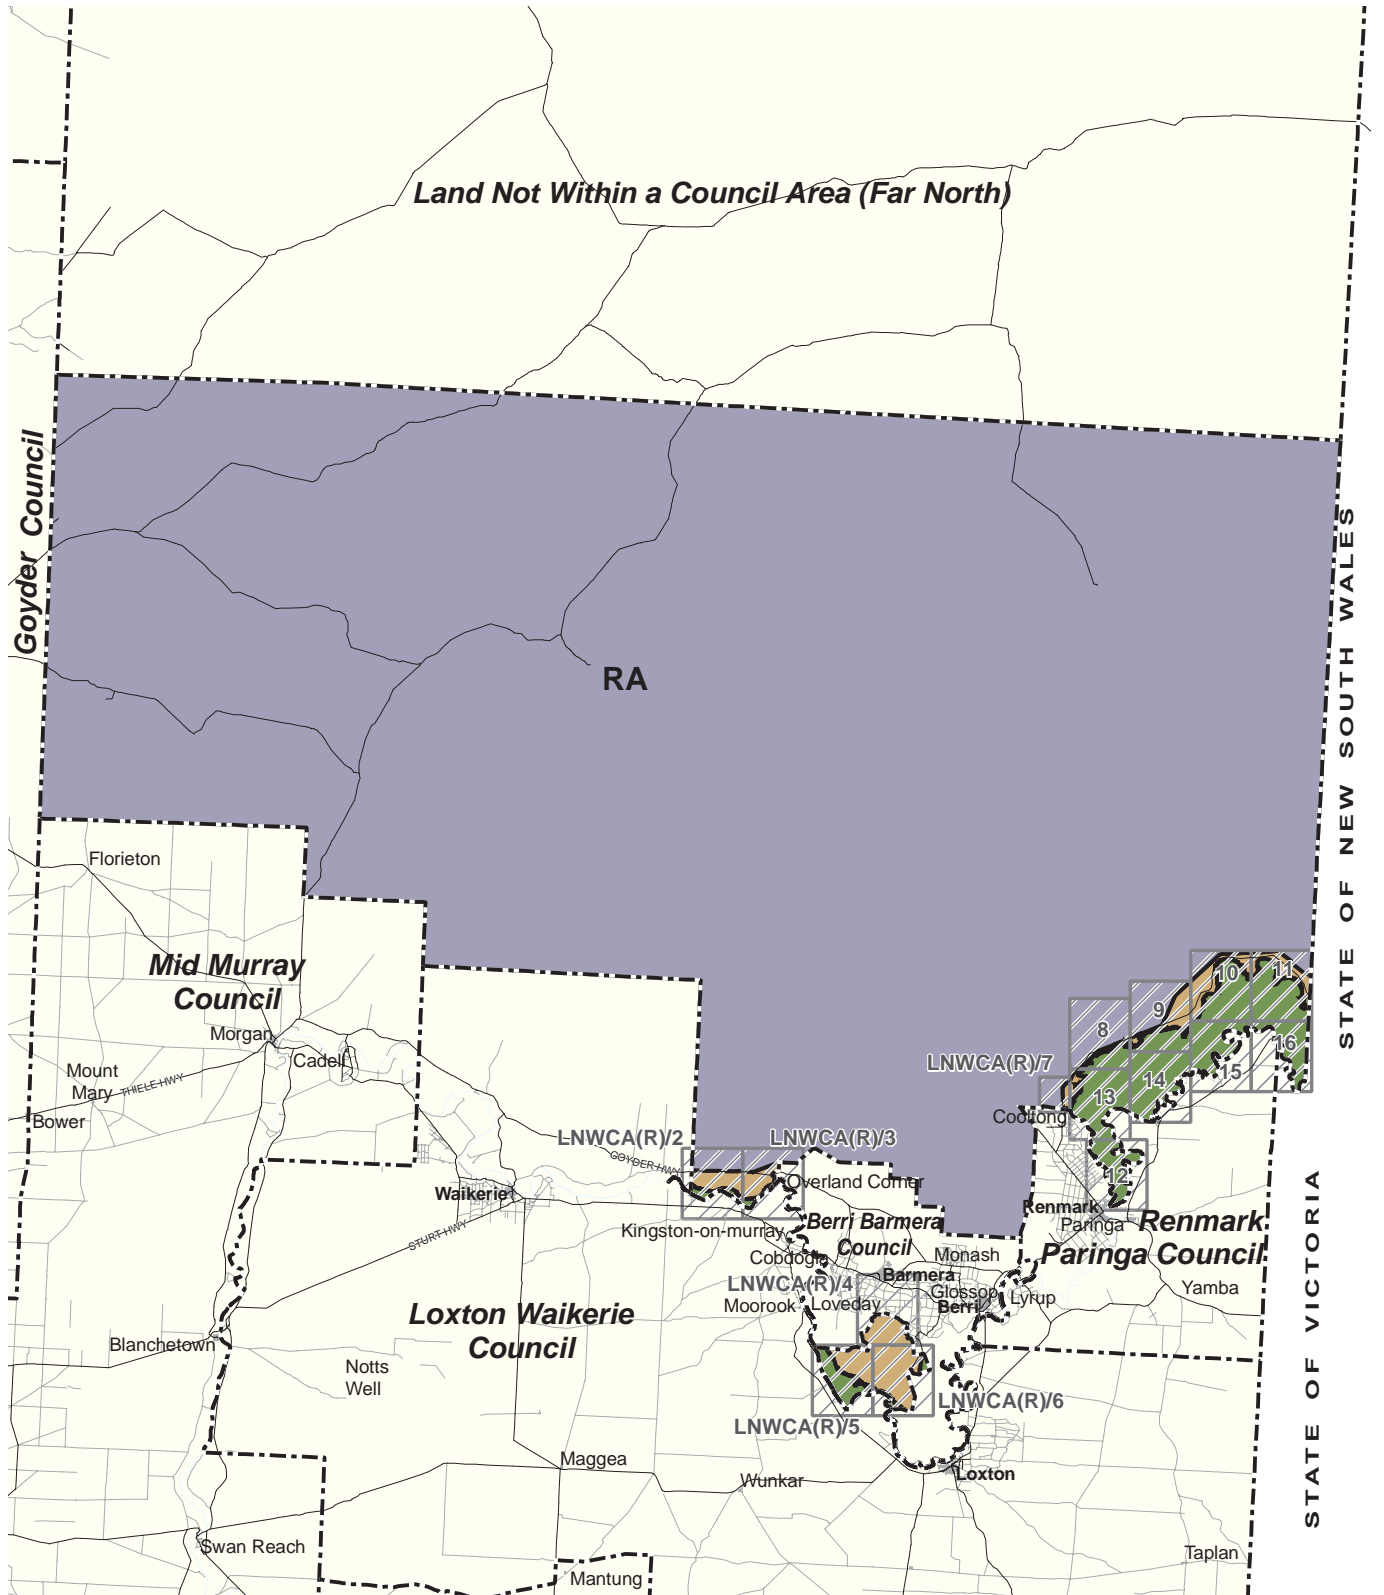 Land Not Within a Council Area (Far North)
Goyder Council
STATE OF NEW SOUTH WALES
RA
Florieton
Mid Murray
Council
Morgan
Cadell
Mount
Mary
THIELE HWY
Bower
10
11
9
8
16
LNWCA(R)/7
15
14
13
Cooltong
12
LNWCA(R)/2
LNWCA(R)/3
GOYDER HWY
Overland Corner
Waikerie
Renmark
Paringa
Renmark
Paringa Council
Kingston-on-murray
Berri Barmera
Council
STURT HWY
Cobdogla
Monash
Barmera
LNWCA(R)/4
Glossop
Moorook
Loveday
Berri
Lyrup
Yamba
STATE OF VICTORIA
Loxton Waikerie
Council
Blanchetown
Notts
Well
LNWCA(R)/6
LNWCA(R)/5
Maggea
Wunkar
Loxton
Swan Reach
Taplan
Mantung